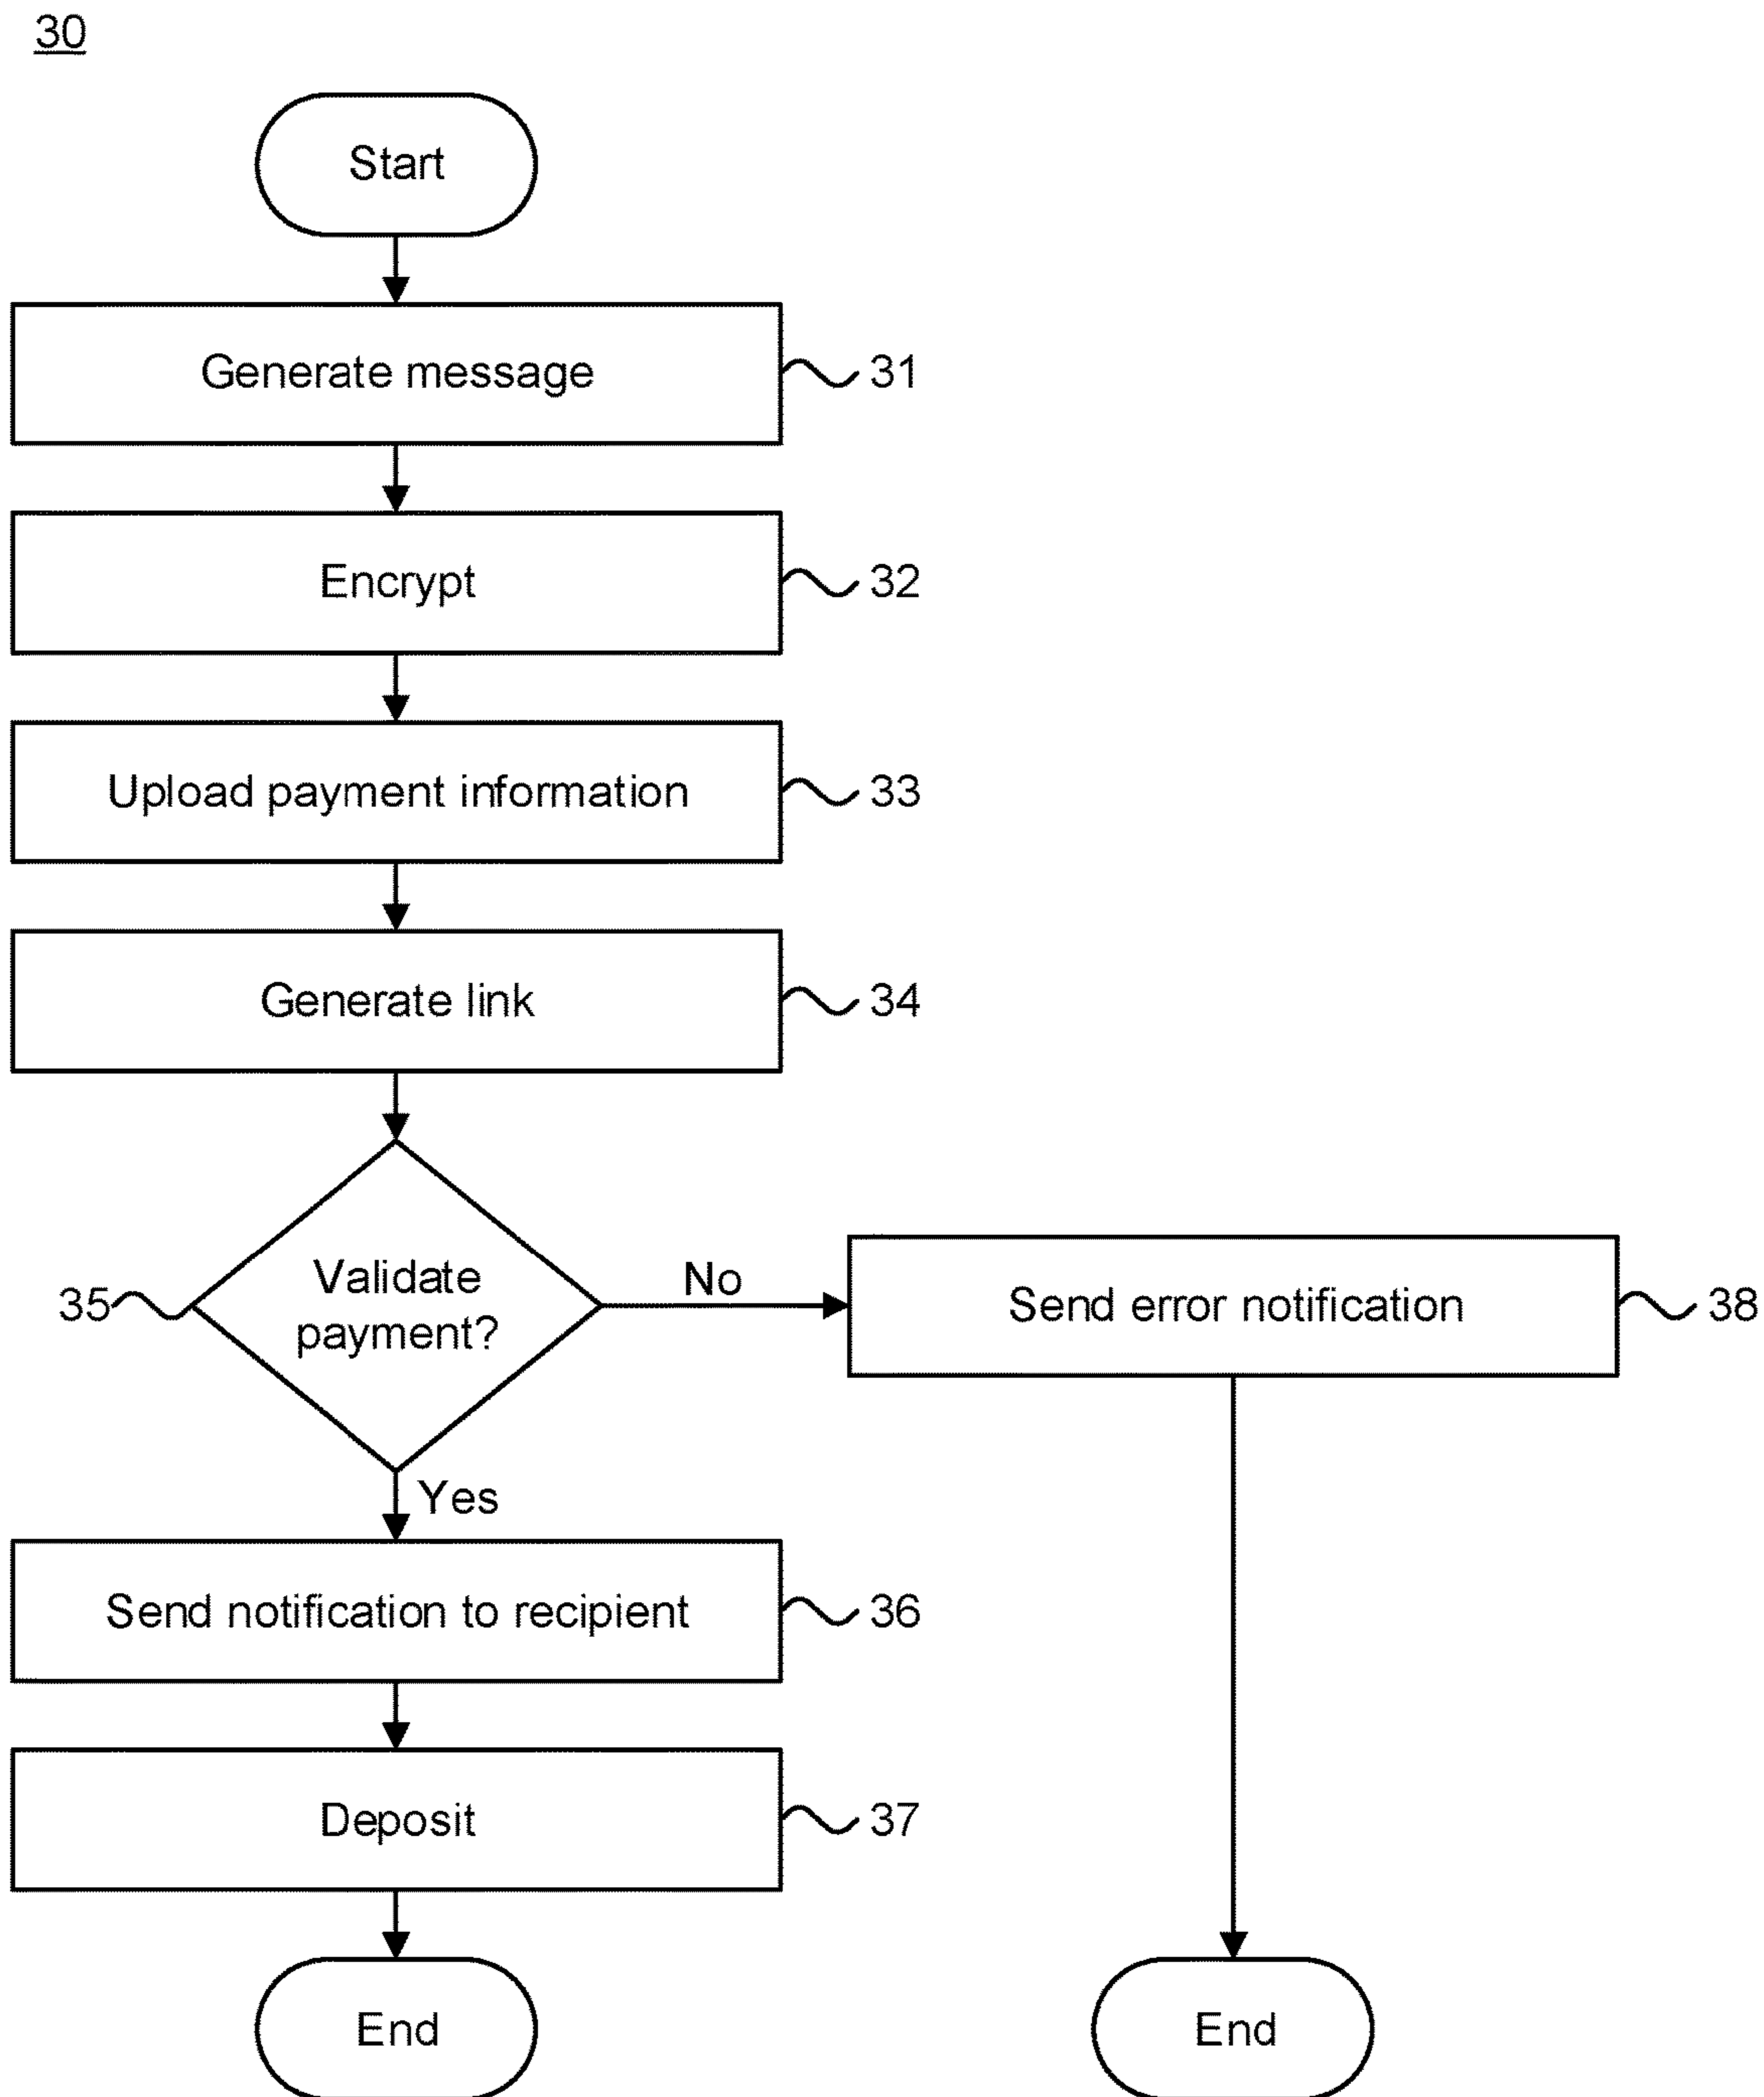 30
Start
Generate message
31
Encrypt
32
Upload payment information
33
Generate link
34
Validate
payment?
35
No
Send error notification
38
Yes
Send notification to recipient
36
Deposit
37
End
End